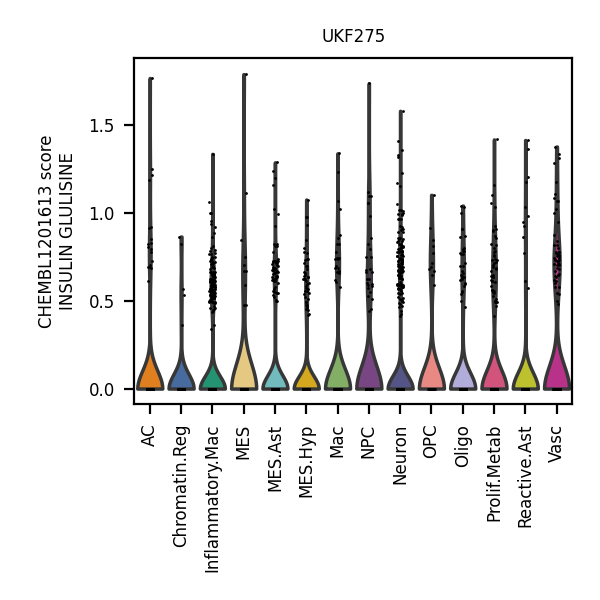 UKF275
CHEMBL1201613 score
INSULIN GLULISINE
1.5
1.0
0.5
0.0
AC
Chromatin.Reg
Inflammatory.Mac
MES
MES.Ast
MES.Hyp
Mac
NPC
Neuron
OPC
Oligo
Prolif.Metab
Reactive.Ast
Vasc